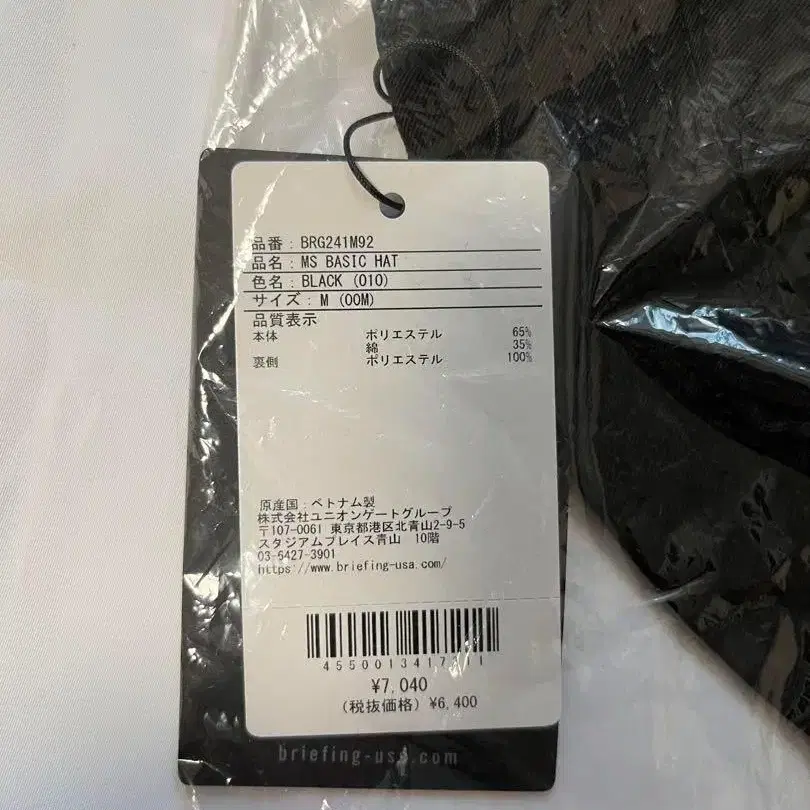 品番：BRG241M92
品名：MS BASIC HAT
色名：BLACK (010)
サイズ：M (00M)
品質表示
本体 ポリエステル 65%
綿 35%
裏側 ポリエステル 100%
原産国：ベトナム製
株式会社ユニオンゲートグループ
〒107-0061 東京都港区北青山2-9-5
スタジアムプレイス青山 10階
03-6427-3901
https://www.briefing-usa.com/
¥7,040
(税抜価格) ¥6,400
briefing-usa.com